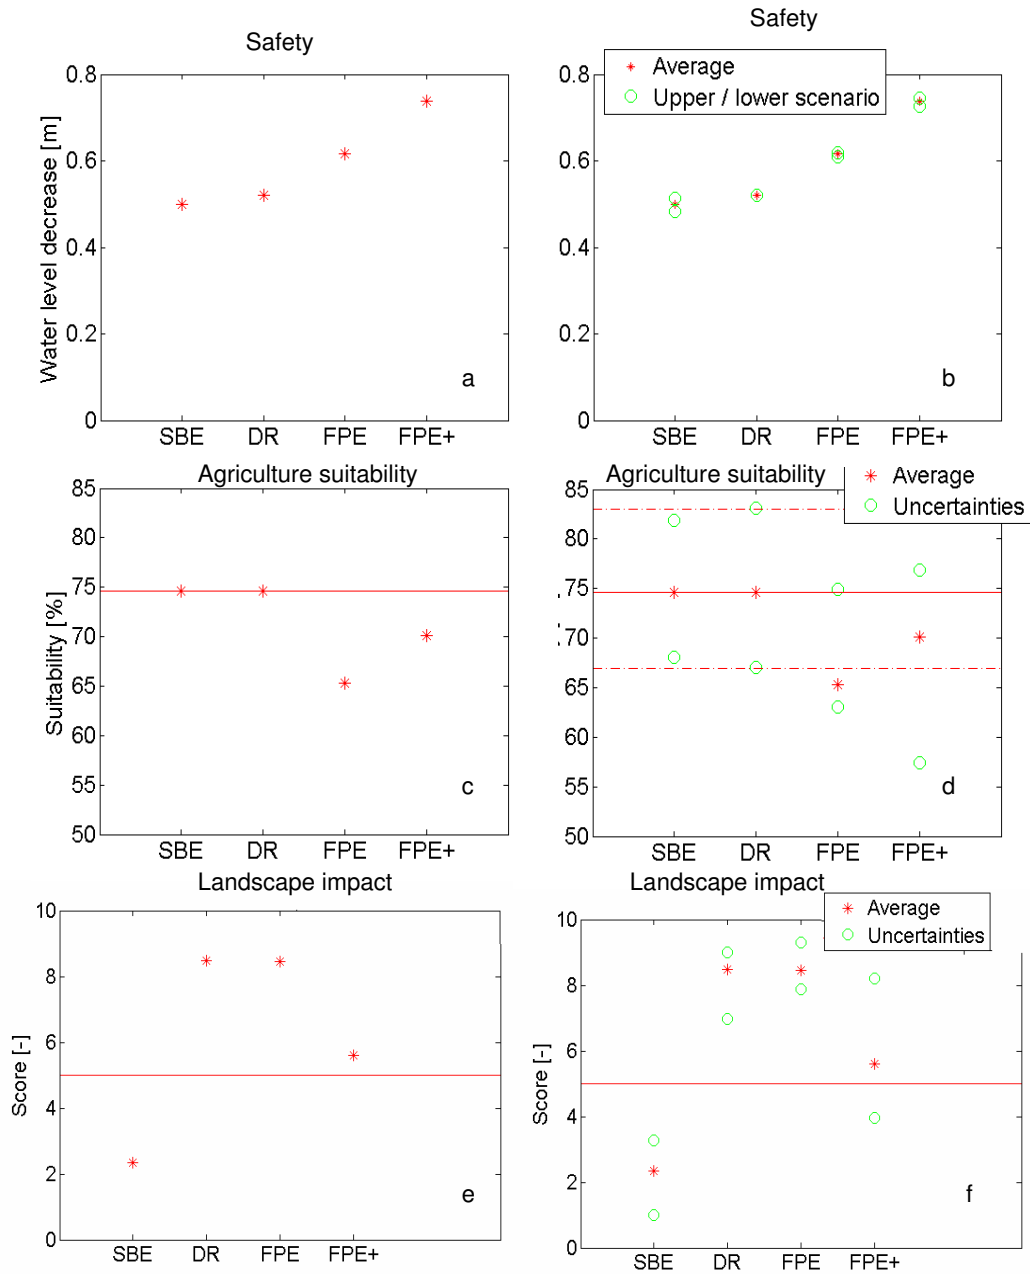 Safety
0.8
0.6
0.4
0.2
0
Water level decrease [m]
SBE DR FPE FPE+
a
Safety
Average
Upper / lower scenario
0.8
0.6
0.4
0.2
0
SBE DR FPE FPE+
b
Agriculture suitability
85
80
75
70
65
60
55
50
Suitability [%]
SBE DR FPE FPE+
c
Agriculture suitability
Average
Uncertainties
85
80
75
70
65
60
55
50
SBE DR FPE FPE+
d
Landscape impact
10
8
6
4
2
0
Score [-]
SBE DR FPE FPE+
e
Landscape impact
Average
Uncertainties
10
8
6
4
2
0
Score [-]
SBE DR FPE FPE+
f